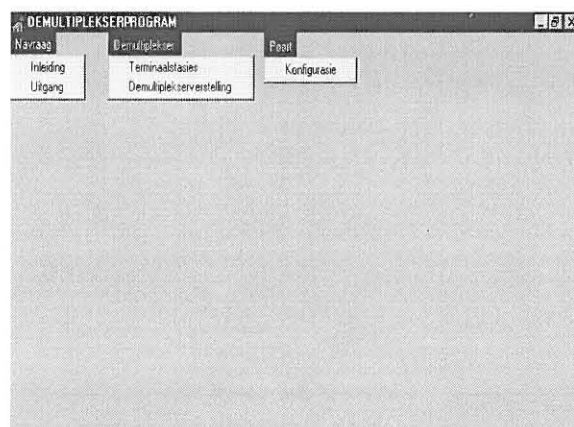 DEMULTIPLEKSERPROGRAM
Navraag Demultiplekser Poort
Inleiding Terminaalstasies Konfigurasie
Uitgang Demultiplekserverstelling